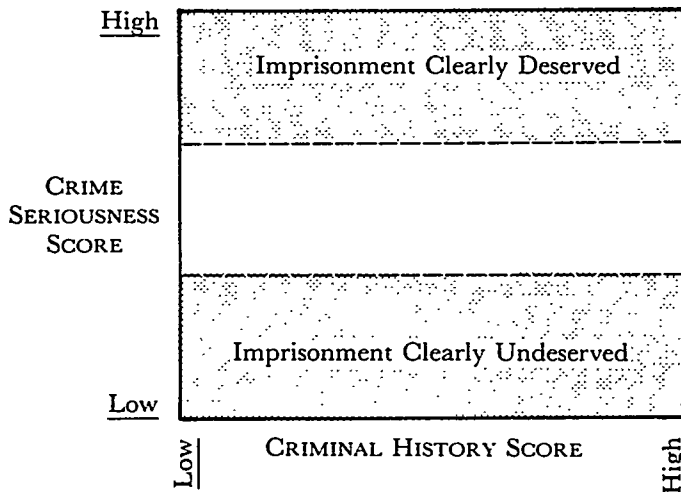 High
Imprisonment Clearly Deserved
CRIME
SERIOUSNESS
SCORE
Imprisonment Clearly Undeserved
Low
Low
CRIMINAL HISTORY SCORE
High